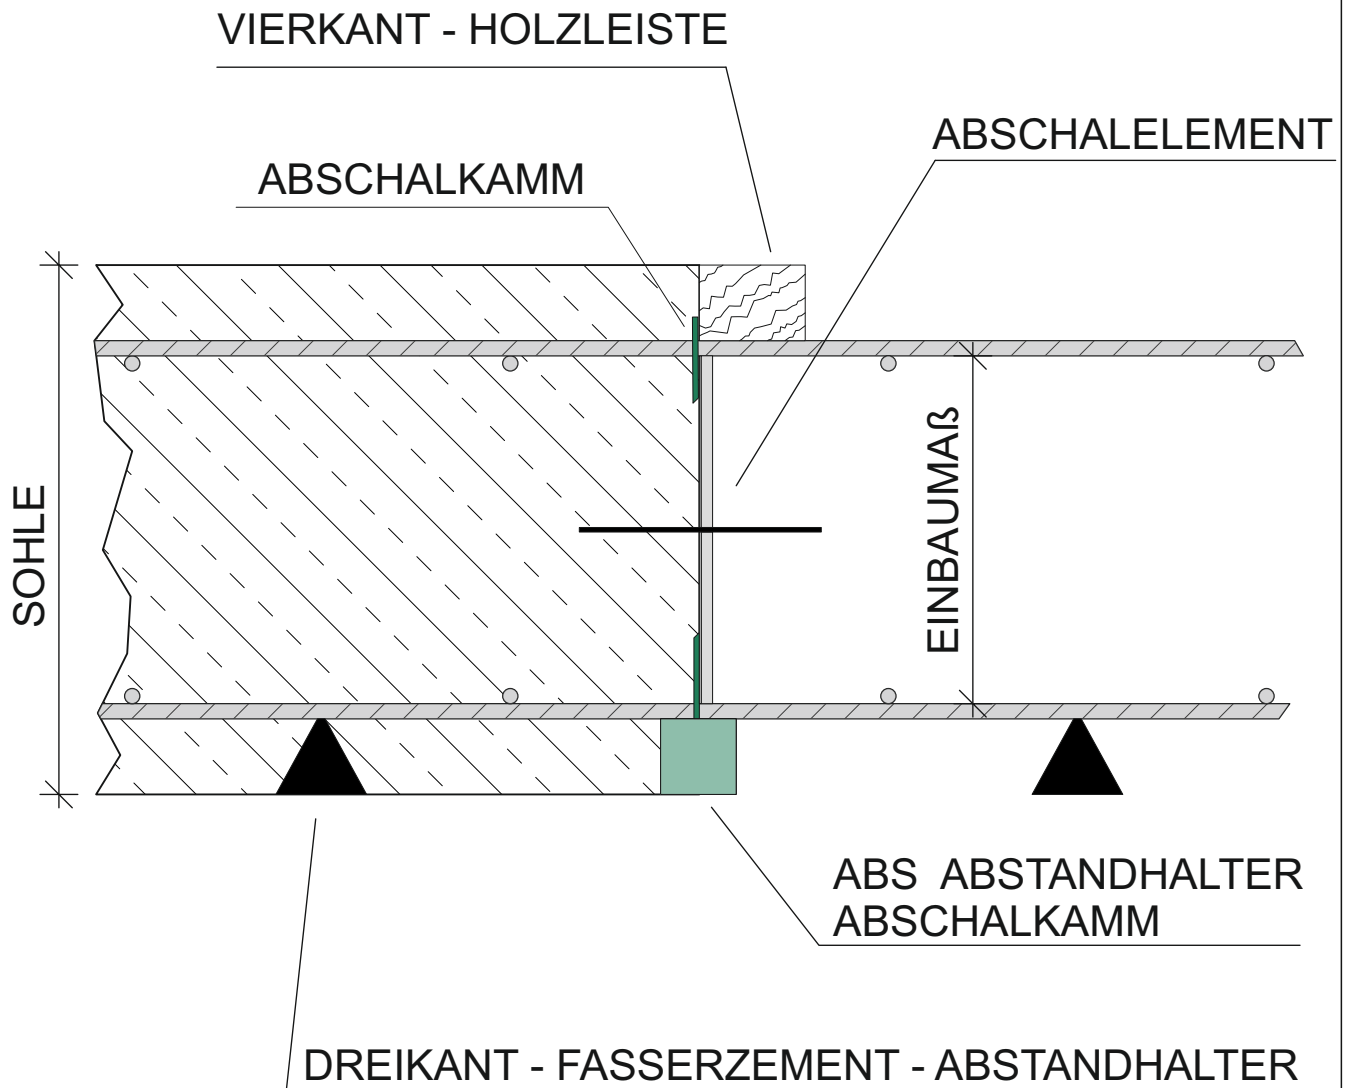 VIERKANT - HOLZLEISTE
ABSCHALELEMENT
ABSCHALKAMM
SOHLE
EINBAUMAß
ABS ABSTANDHALTER
ABSCHALKAMM
DREIKANT - FASSERZEMENT - ABSTANDHALTER